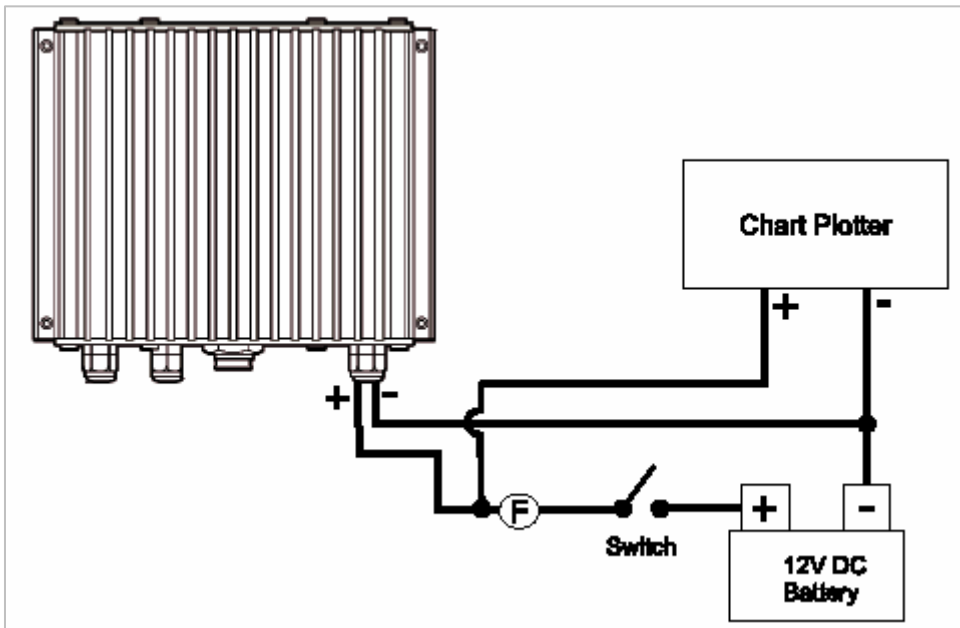 Chart Plotter
+ -
+ -
F
Switch
+ -
12V DC
Battery